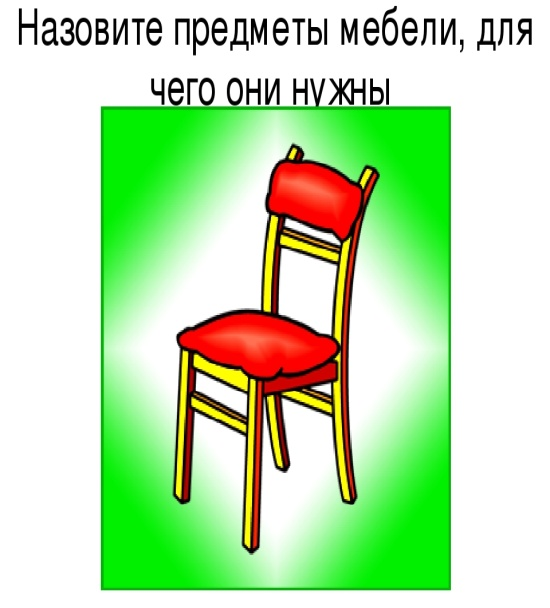 Назовите предметы мебели, для
чего они нужны